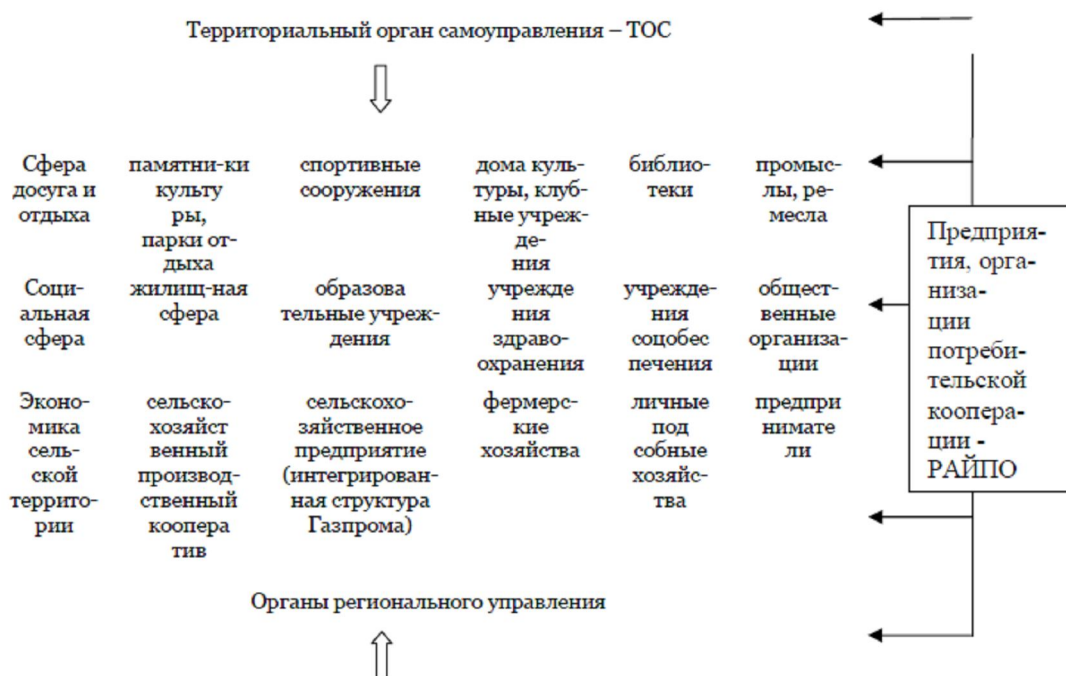 Территориальный орган самоуправления – ТОС
Сфера
досуга и
отдыха
памятни-ки
культу
ры,
парки от-
дыха
спортивные
сооружения
дома куль-
туры, клуб-
ные учреж-
де-
ния
библио-
теки
промыс-
лы, ре-
месла
Соци-
альная
сфера
жилищ-ная
сфера
образова
тельные учреж-
дения
учрежде
ния
здраво-
охранения
учрежде-
ния
соцобес
печения
общест-
венные
организа-
ции
Эконо-
мика
сель-
ской
террито-
рии
сельско-
хозяйст
венный
производ-
ственный
коопера
тив
сельскохо-
зяйственное
предприятие
(интегрирован-
ная структура
Газпрома)
фермерс-
кие
хозяйства
личные
под
собные
хозяйс-
тва
предпри
нимате
ли
Предприя-
тия, орга-
низа-
ции
потреби-
тельской
коопера-
ции -
РАЙПО
Органы регионального управления